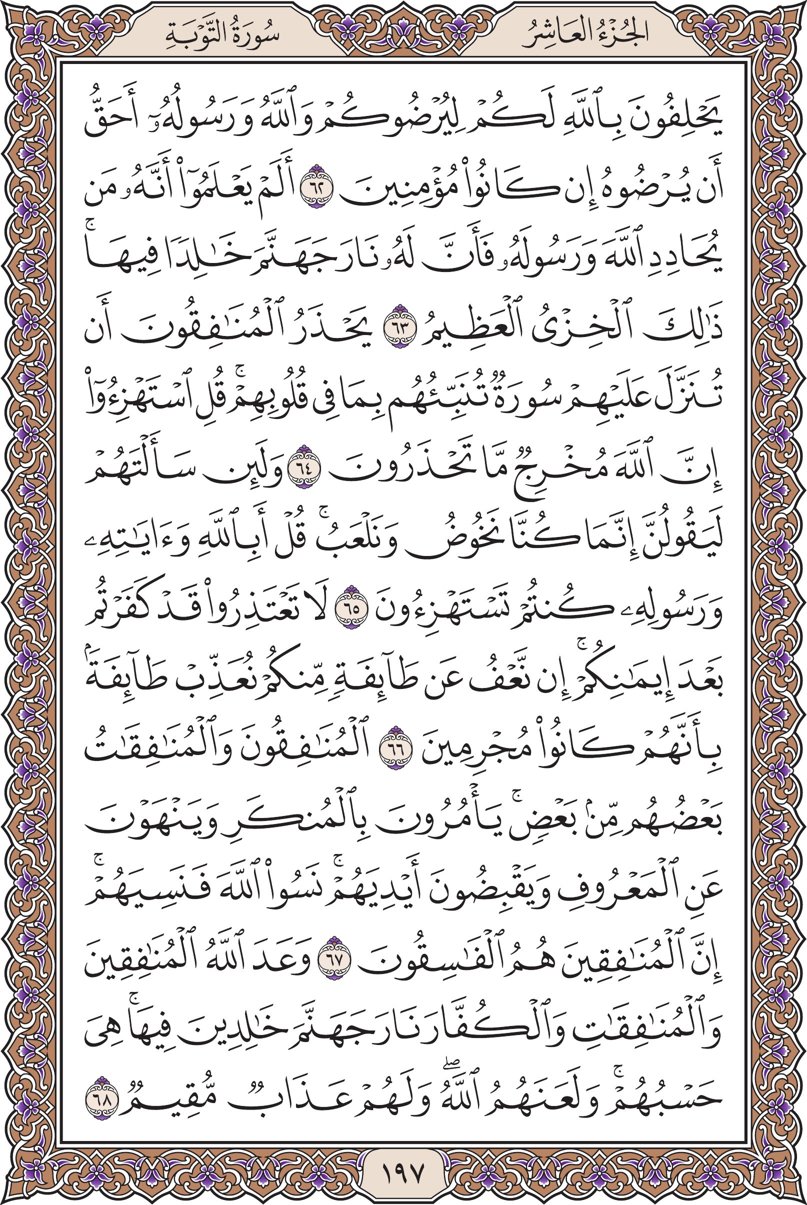 الجُزْءُ العَاشِرُ
سُورَةُ التَّوْبَةِ
يَحْلِفُونَ بِٱللَّهِ لَكُمْ لِيُرْضُوكُمْ وَٱللَّهُ وَرَسُولُهُۥٓ أَحَقُّ
أَن يُرْضُوهُ إِن كَانُوا۟ مُؤْمِنِينَ ٦٢ أَلَمْ يَعْلَمُوٓا۟ أَنَّهُۥ مَن
يُحَادِدِ ٱللَّهَ وَرَسُولَهُۥ فَأَنَّ لَهُۥ نَارَ جَهَنَّمَ خَٰلِدًا فِيهَاۚ
ذَٰلِكَ ٱلْخِزْىُ ٱلْعَظِيمُ ٦٣ يَحْذَرُ ٱلْمُنَٰفِقُونَ أَن
تُنَزَّلَ عَلَيْهِمْ سُورَةٌ تُنَبِّئُهُم بِمَا فِى قُلُوبِهِمْۚ قُلِ ٱسْتَهْزِءُوٓا۟
إِنَّ ٱللَّهَ مُخْرِجٌ مَّا تَحْذَرُونَ ٦٤ وَلَئِن سَأَلْتَهُمْ
لَيَقُولُنَّ إِنَّمَا كُنَّا نَخُوضُ وَنَلْعَبُۚ قُلْ أَبِٱللَّهِ وَءَايَٰتِهِۦ
وَرَسُولِهِۦ كُنتُمْ تَسْتَهْزِءُونَ ٦٥ لَا تَعْتَذِرُوا۟ قَدْ كَفَرْتُم
بَعْدَ إِيمَٰنِكُمْۚ إِن نَّعْفُ عَن طَآئِفَةٍ مِّنكُمْ نُعَذِّبْ طَآئِفَةَۢ
بِأَنَّهُمْ كَانُوا۟ مُجْرِمِينَ ٦٦ ٱلْمُنَٰفِقُونَ وَٱلْمُنَٰفِقَٰتُ
بَعْضُهُم مِّنۢ بَعْضٍۚ يَأْمُرُونَ بِٱلْمُنكَرِ وَيَنْهَوْنَ
عَنِ ٱلْمَعْرُوفِ وَيَقْبِضُونَ أَيْدِيَهُمْۚ نَسُوا۟ ٱللَّهَ فَنَسِيَهُمْۚ
إِنَّ ٱلْمُنَٰفِقِينَ هُمُ ٱلْفَٰسِقُونَ ٦٧ وَعَدَ ٱللَّهُ ٱلْمُنَٰفِقِينَ
وَٱلْمُنَٰفِقَٰتِ وَٱلْكُفَّارَ نَارَ جَهَنَّمَ خَٰلِدِينَ فِيهَاۚ هِىَ
حَسْبُهُمْۚ وَلَعَنَهُمُ ٱللَّهُۖ وَلَهُمْ عَذَابٌ مُّقِيمٌ ٦٨
١٩٧